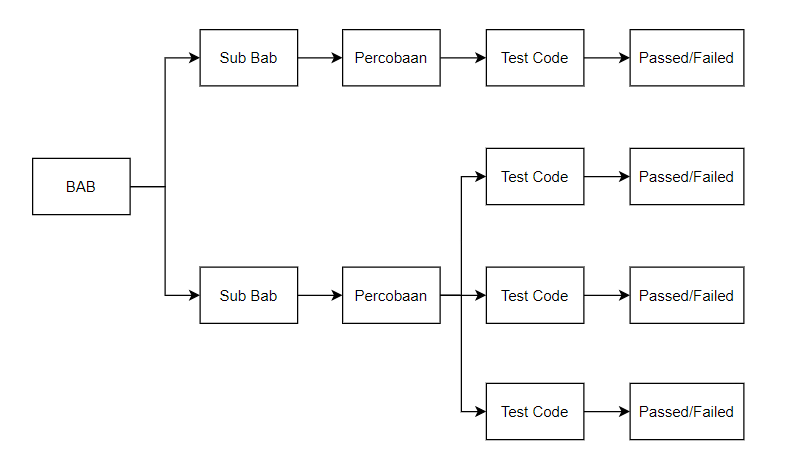 Sub Bab
Percobaan
Test Code
Passed/Failed
BAB
Test Code
Passed/Failed
Sub Bab
Percobaan
Test Code
Passed/Failed
Test Code
Passed/Failed